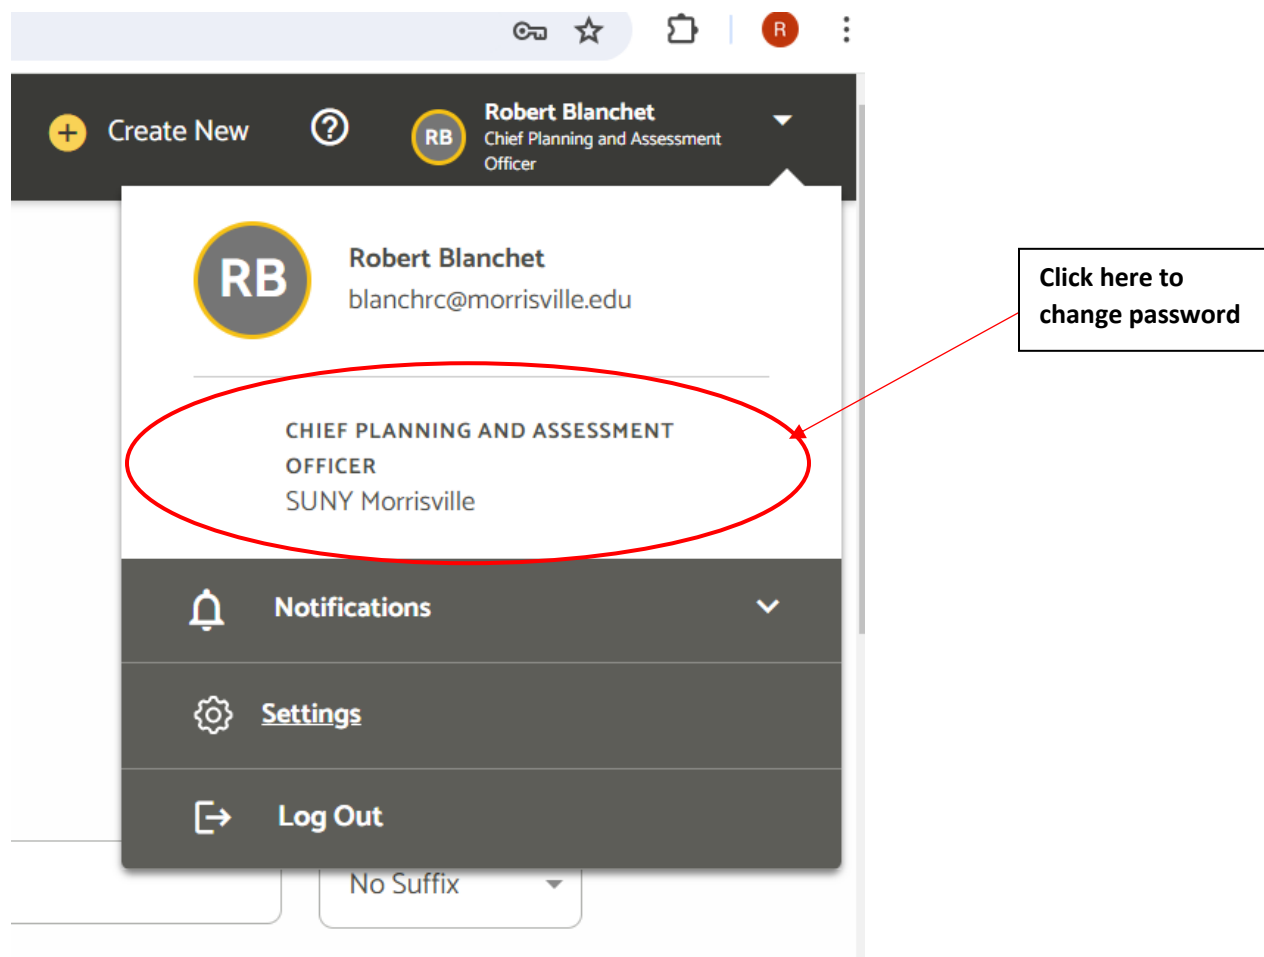 R
Create New
RB
Robert Blanchet
Chief Planning and Assessment
Officer
RB
Robert Blanchet
blanchrc@morrisville.edu
Click here to
change password
CHIEF PLANNING AND ASSESSMENT
OFFICER
SUNY Morrisville
Notifications
Settings
Log Out
No Suffix